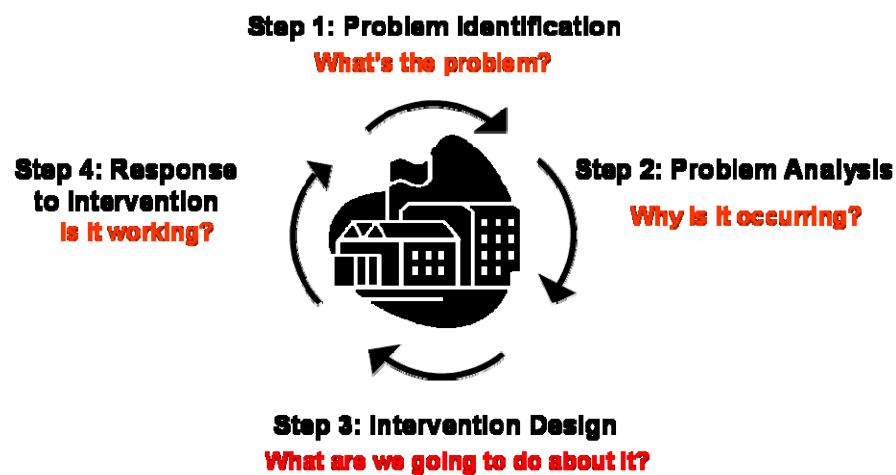 Step 1: Problem Identification
What's the problem?
Step 2: Problem Analysis
Why is it occurring?
Step 3: Intervention Design
What are we going to do about it?
Step 4: Response
to Intervention
Is it working?